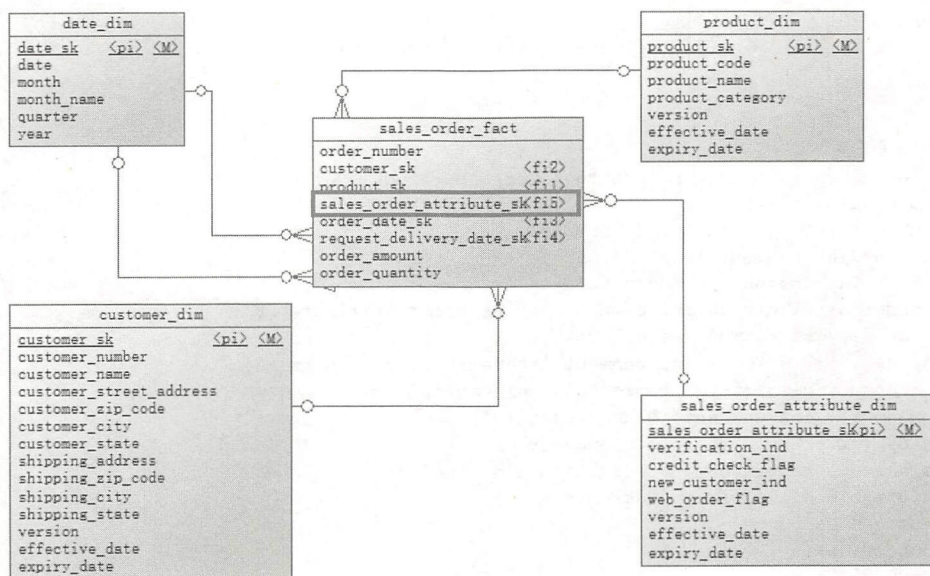 date_dim
date_sk <pi> <M>
date
month
month_name
quarter
year
product_dim
product_sk <pi> <M>
product_code
product_name
product_category
version
effective_date
expiry_date
sales_order_fact
order_number
customer_sk <fi2>
product_sk <fi1>
sales_order_attribute_sk<fi5>
order_date_sk <fi3>
request_delivery_date_sk<fi4>
order_amount
order_quantity
customer_dim
customer_sk <pi> <M>
customer_number
customer_name
customer_street_address
customer_zip_code
customer_city
customer_state
shipping_address
shipping_zip_code
shipping_city
shipping_state
version
effective_date
expiry_date
sales_order_attribute_dim
sales_order_attribute_sk<pi> <M>
verification_ind
credit_check_flag
new_customer_ind
web_order_flag
version
effective_date
expiry_date